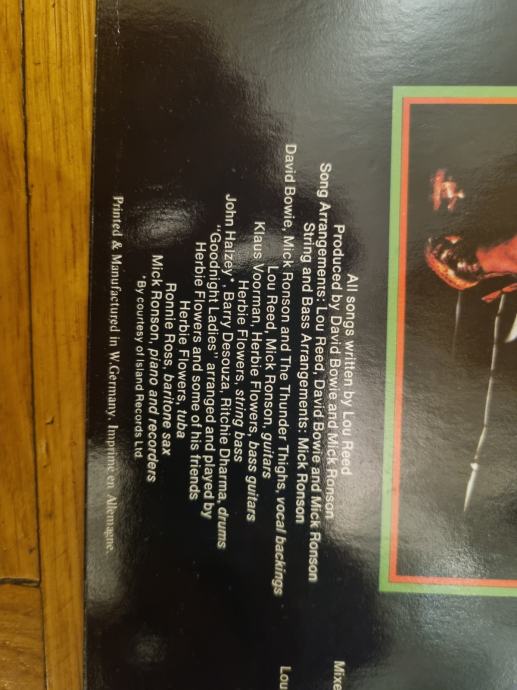 All songs written by Lou Reed
Produced by David Bowie and Mick Ronson
Song Arrangements: Lou Reed, David Bowie and Mick Ronson
String and Bass Arrangements: Mick Ronson
David Bowie, Mick Ronson and The Thunder Thighs, vocal backings
Lou Reed, Mick Ronson, guitars
Klaus Voorman, Herbie Flowers, bass guitars
Herbie Flowers, string bass
John Halzey*, Barry Desouza, Ritchie Dharma, drums
"Goodnight Ladies" arranged and played by
Herbie Flowers and some of his friends
Herbie Flowers, tuba
Ronnie Ross, baritone sax
Mick Ronson, piano and recorders
*By courtesy of Island Records Ltd.
Printed & Manufactured in W.Germany. Imprimé en Allemagne.
Mixe
Lou